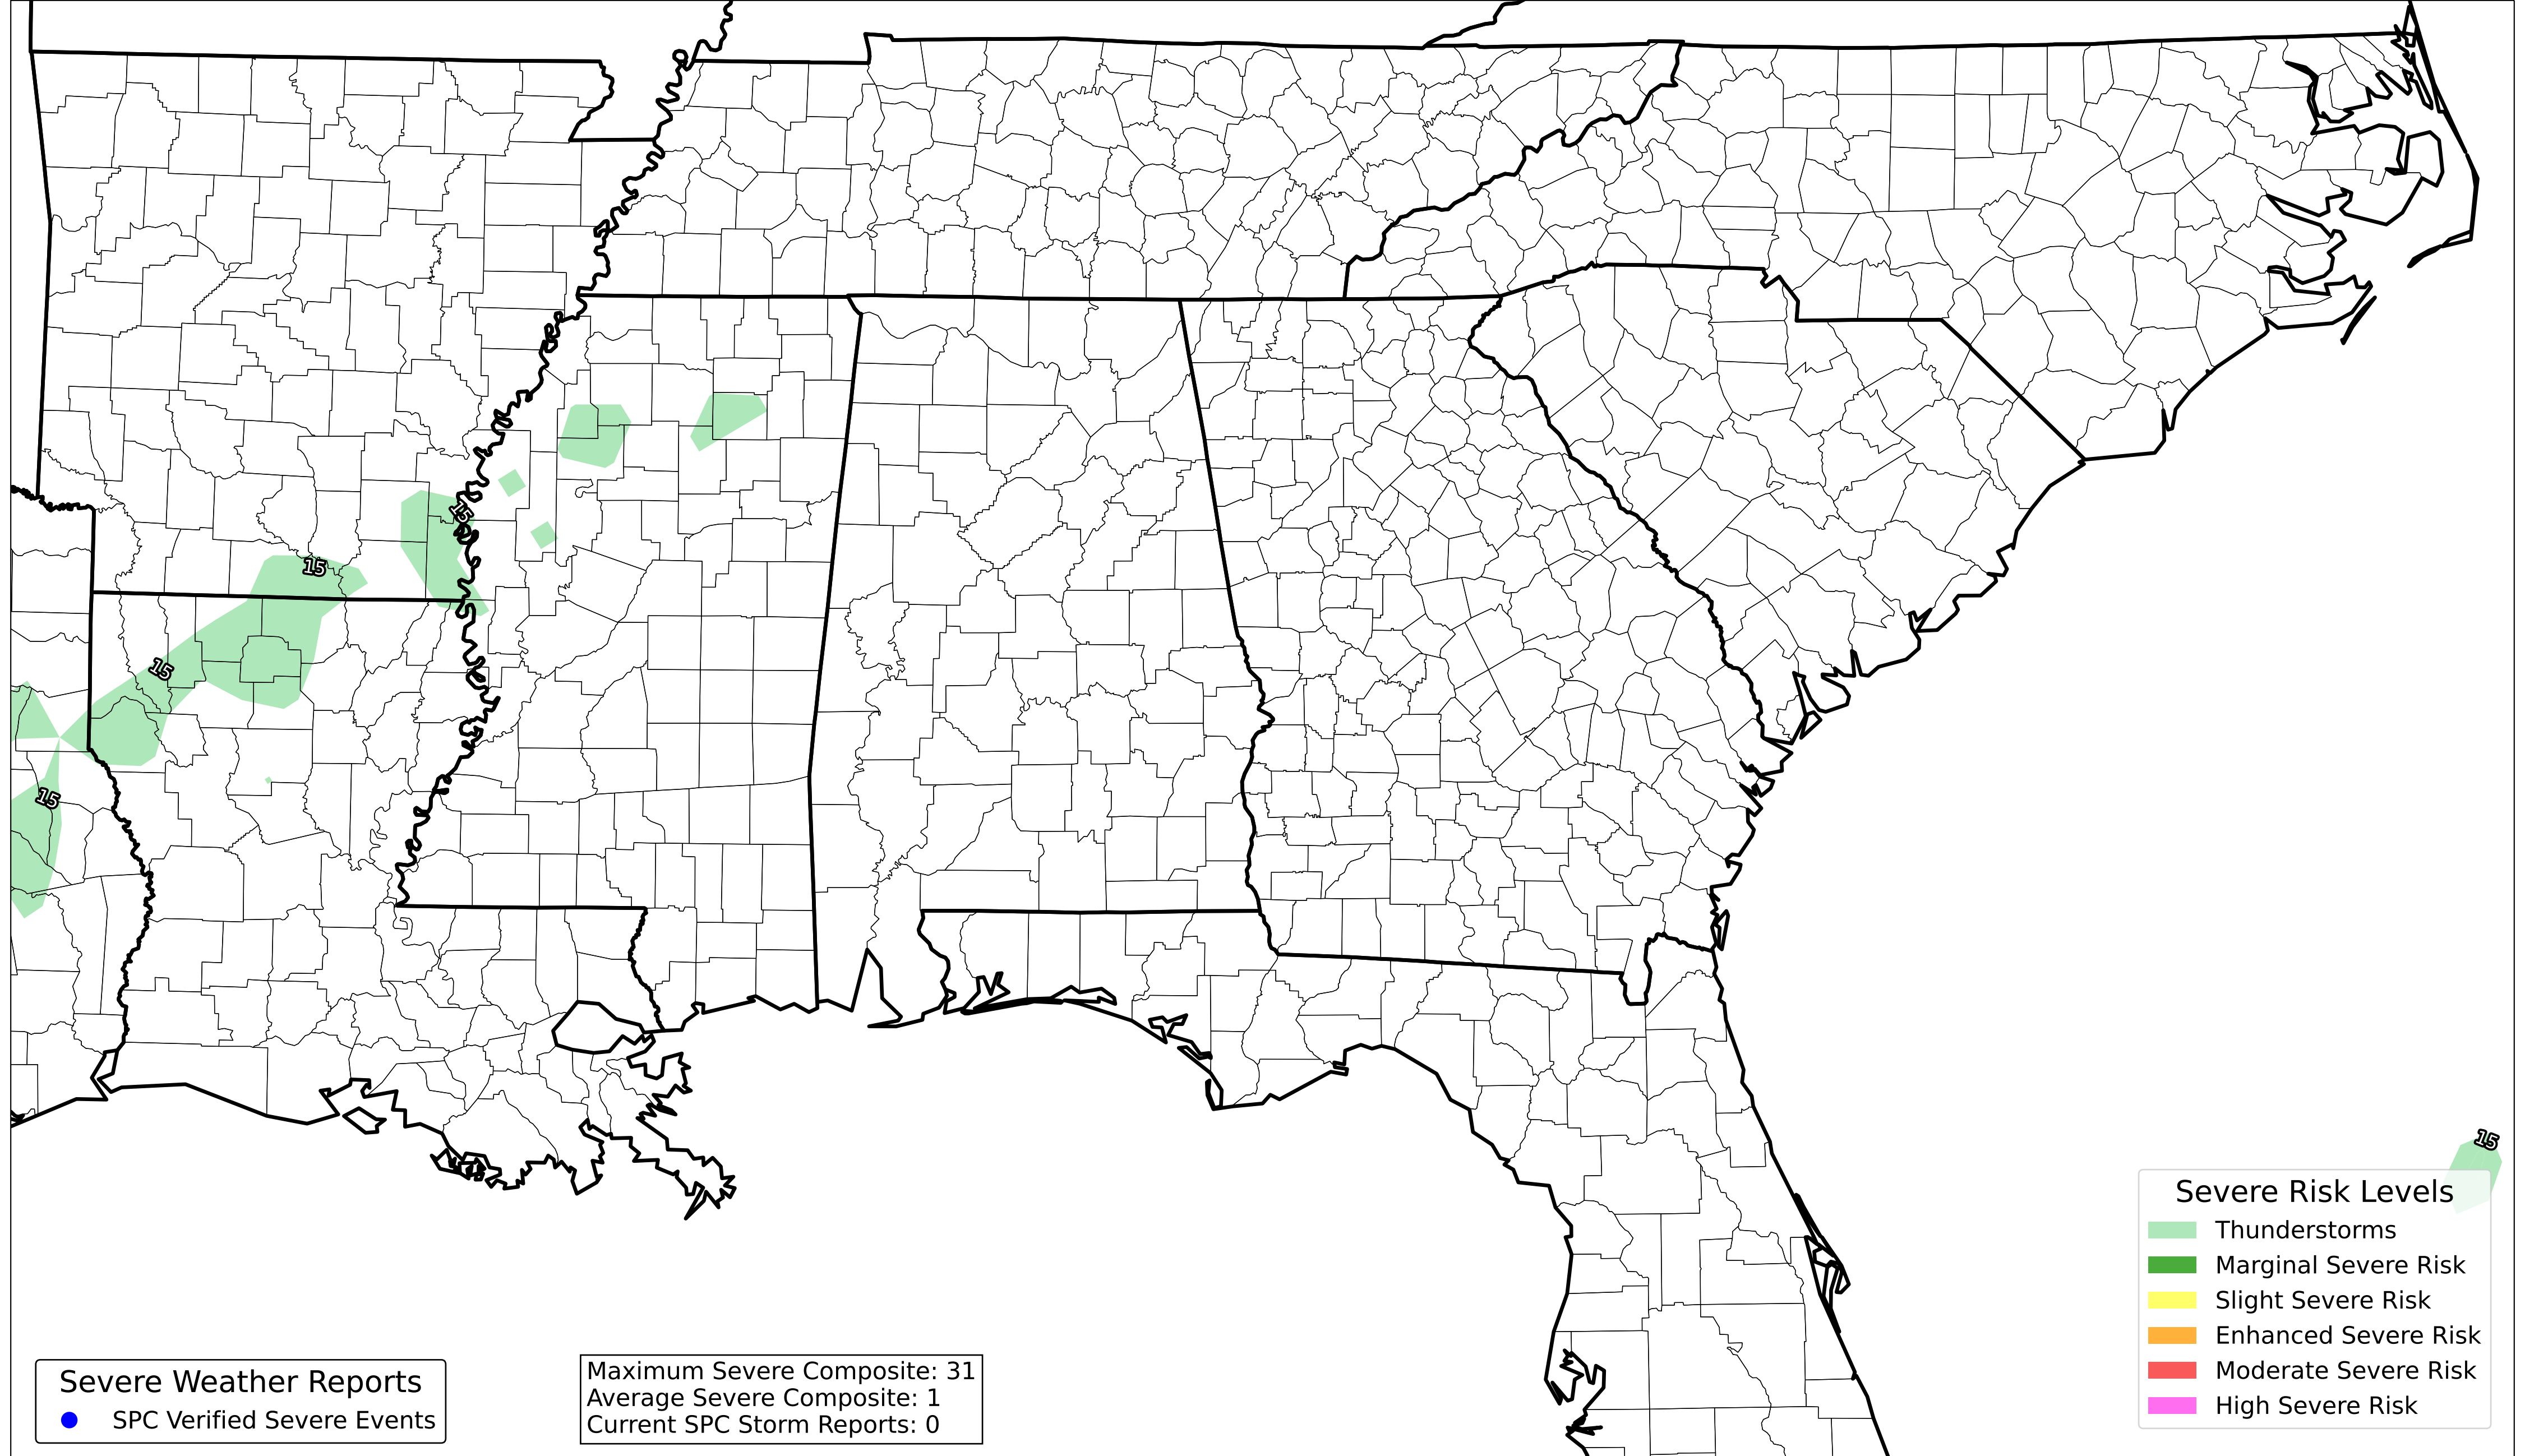 15
15
15
15
15
Severe Risk Levels
Thunderstorms
Marginal Severe Risk
Slight Severe Risk
Enhanced Severe Risk
Moderate Severe Risk
High Severe Risk
Severe Weather Reports
SPC Verified Severe Events
Maximum Severe Composite: 31
Average Severe Composite: 1
Current SPC Storm Reports: 0